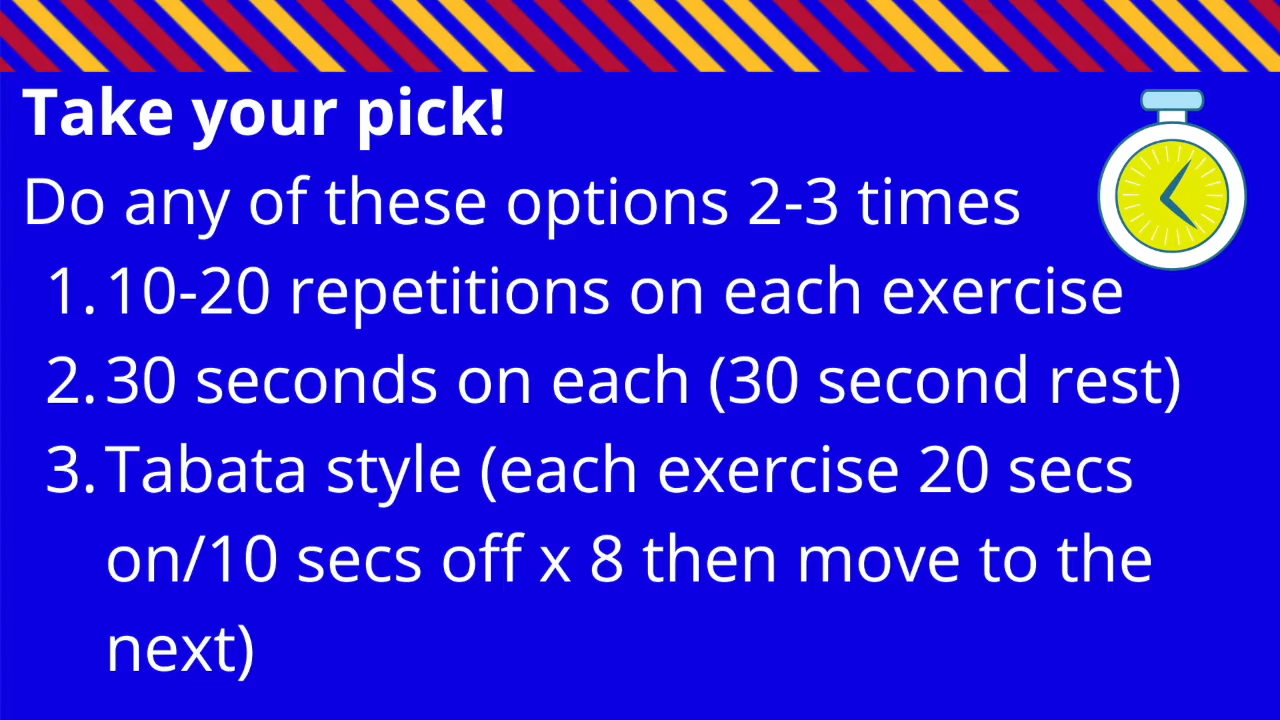 Take your pick!
Do any of these options 2-3 times
1. 10-20 repetitions on each exercise
2. 30 seconds on each (30 second rest)
3. Tabata style (each exercise 20 secs
on/10 secs off x 8 then move to the
next)